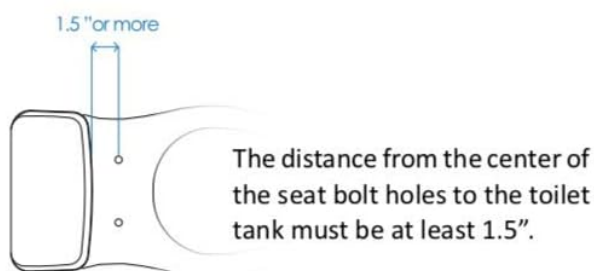 1.5 "or more
The distance from the center of
the seat bolt holes to the toilet
tank must be at least 1.5”.